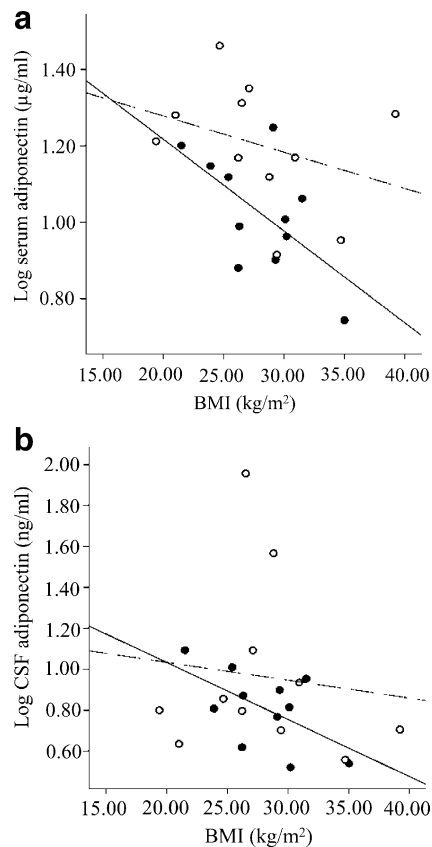 a
Log serum adiponectin (µg/ml)
1.40
1.20
1.00
0.80
15.00 20.00 25.00 30.00 35.00 40.00
BMI (kg/m²)
b
Log CSF adiponectin (ng/ml)
2.00
1.80
1.60
1.40
1.20
1.00
0.80
0.60
15.00 20.00 25.00 30.00 35.00 40.00
BMI (kg/m²)